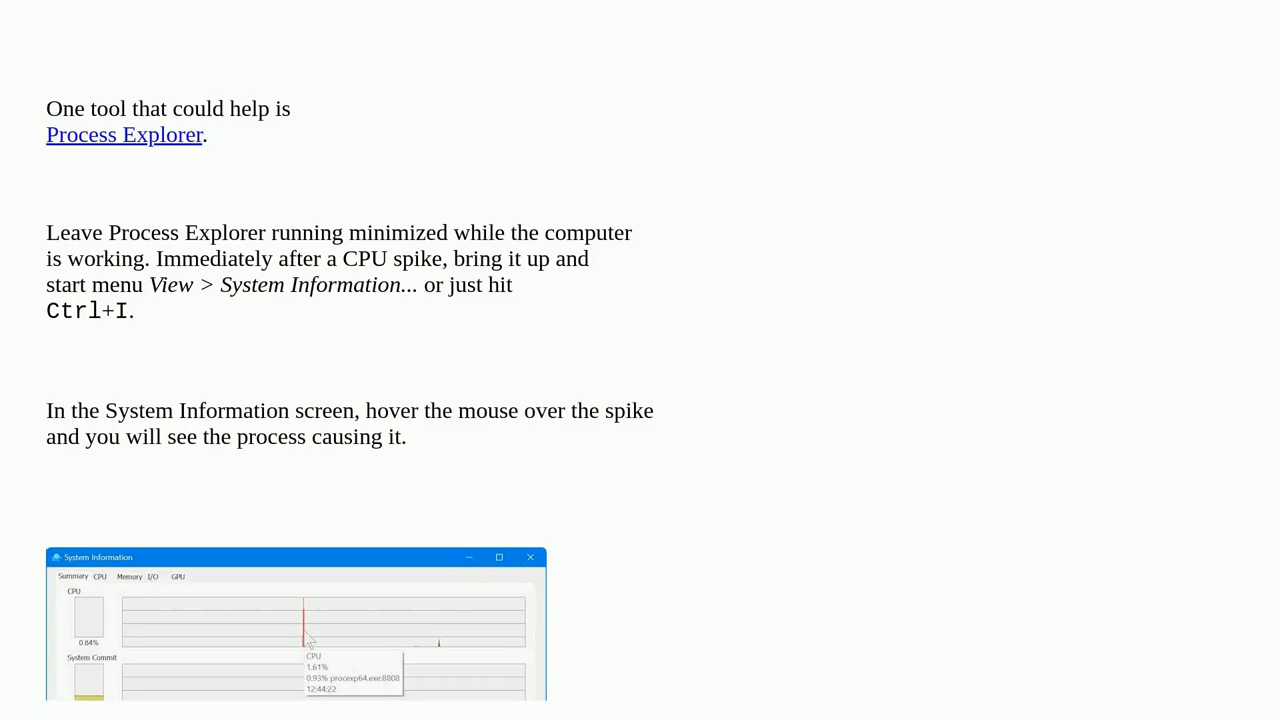 One tool that could help is
Process Explorer.
Leave Process Explorer running minimized while the computer
is working. Immediately after a CPU spike, bring it up and
start menu View > System Information... or just hit
Ctrl+I.
In the System Information screen, hover the mouse over the spike
and you will see the process causing it.
System Information
Summary CPU Memory I/O GPU
CPU
0.84%
System Commit
CPU
1.61%
0.93% procexp64.exe:8808
12:44:22